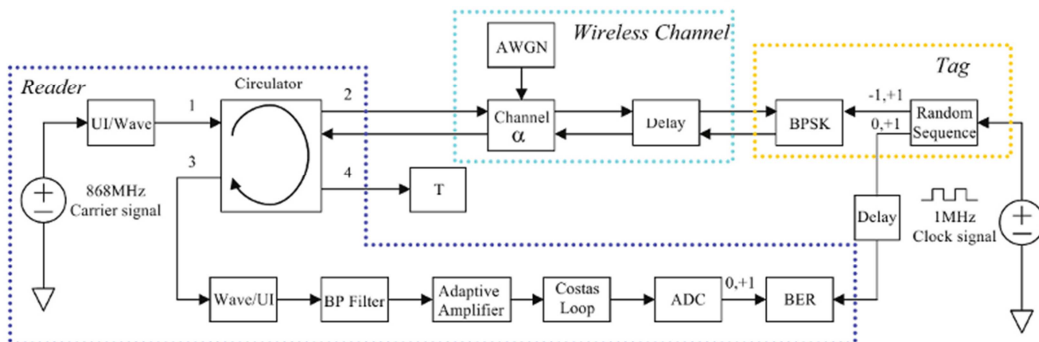 Wireless Channel
AWGN
Reader
Circulator
Tag
UI/Wave
1
2
Channel
α
Delay
BPSK
-1,+1
0,+1
Random
Sequence
3
4
T
868MHz
Carrier signal
Delay
1MHz
Clock signal
Wave/UI
BP Filter
Adaptive
Amplifier
Costas
Loop
ADC
0,+1
BER